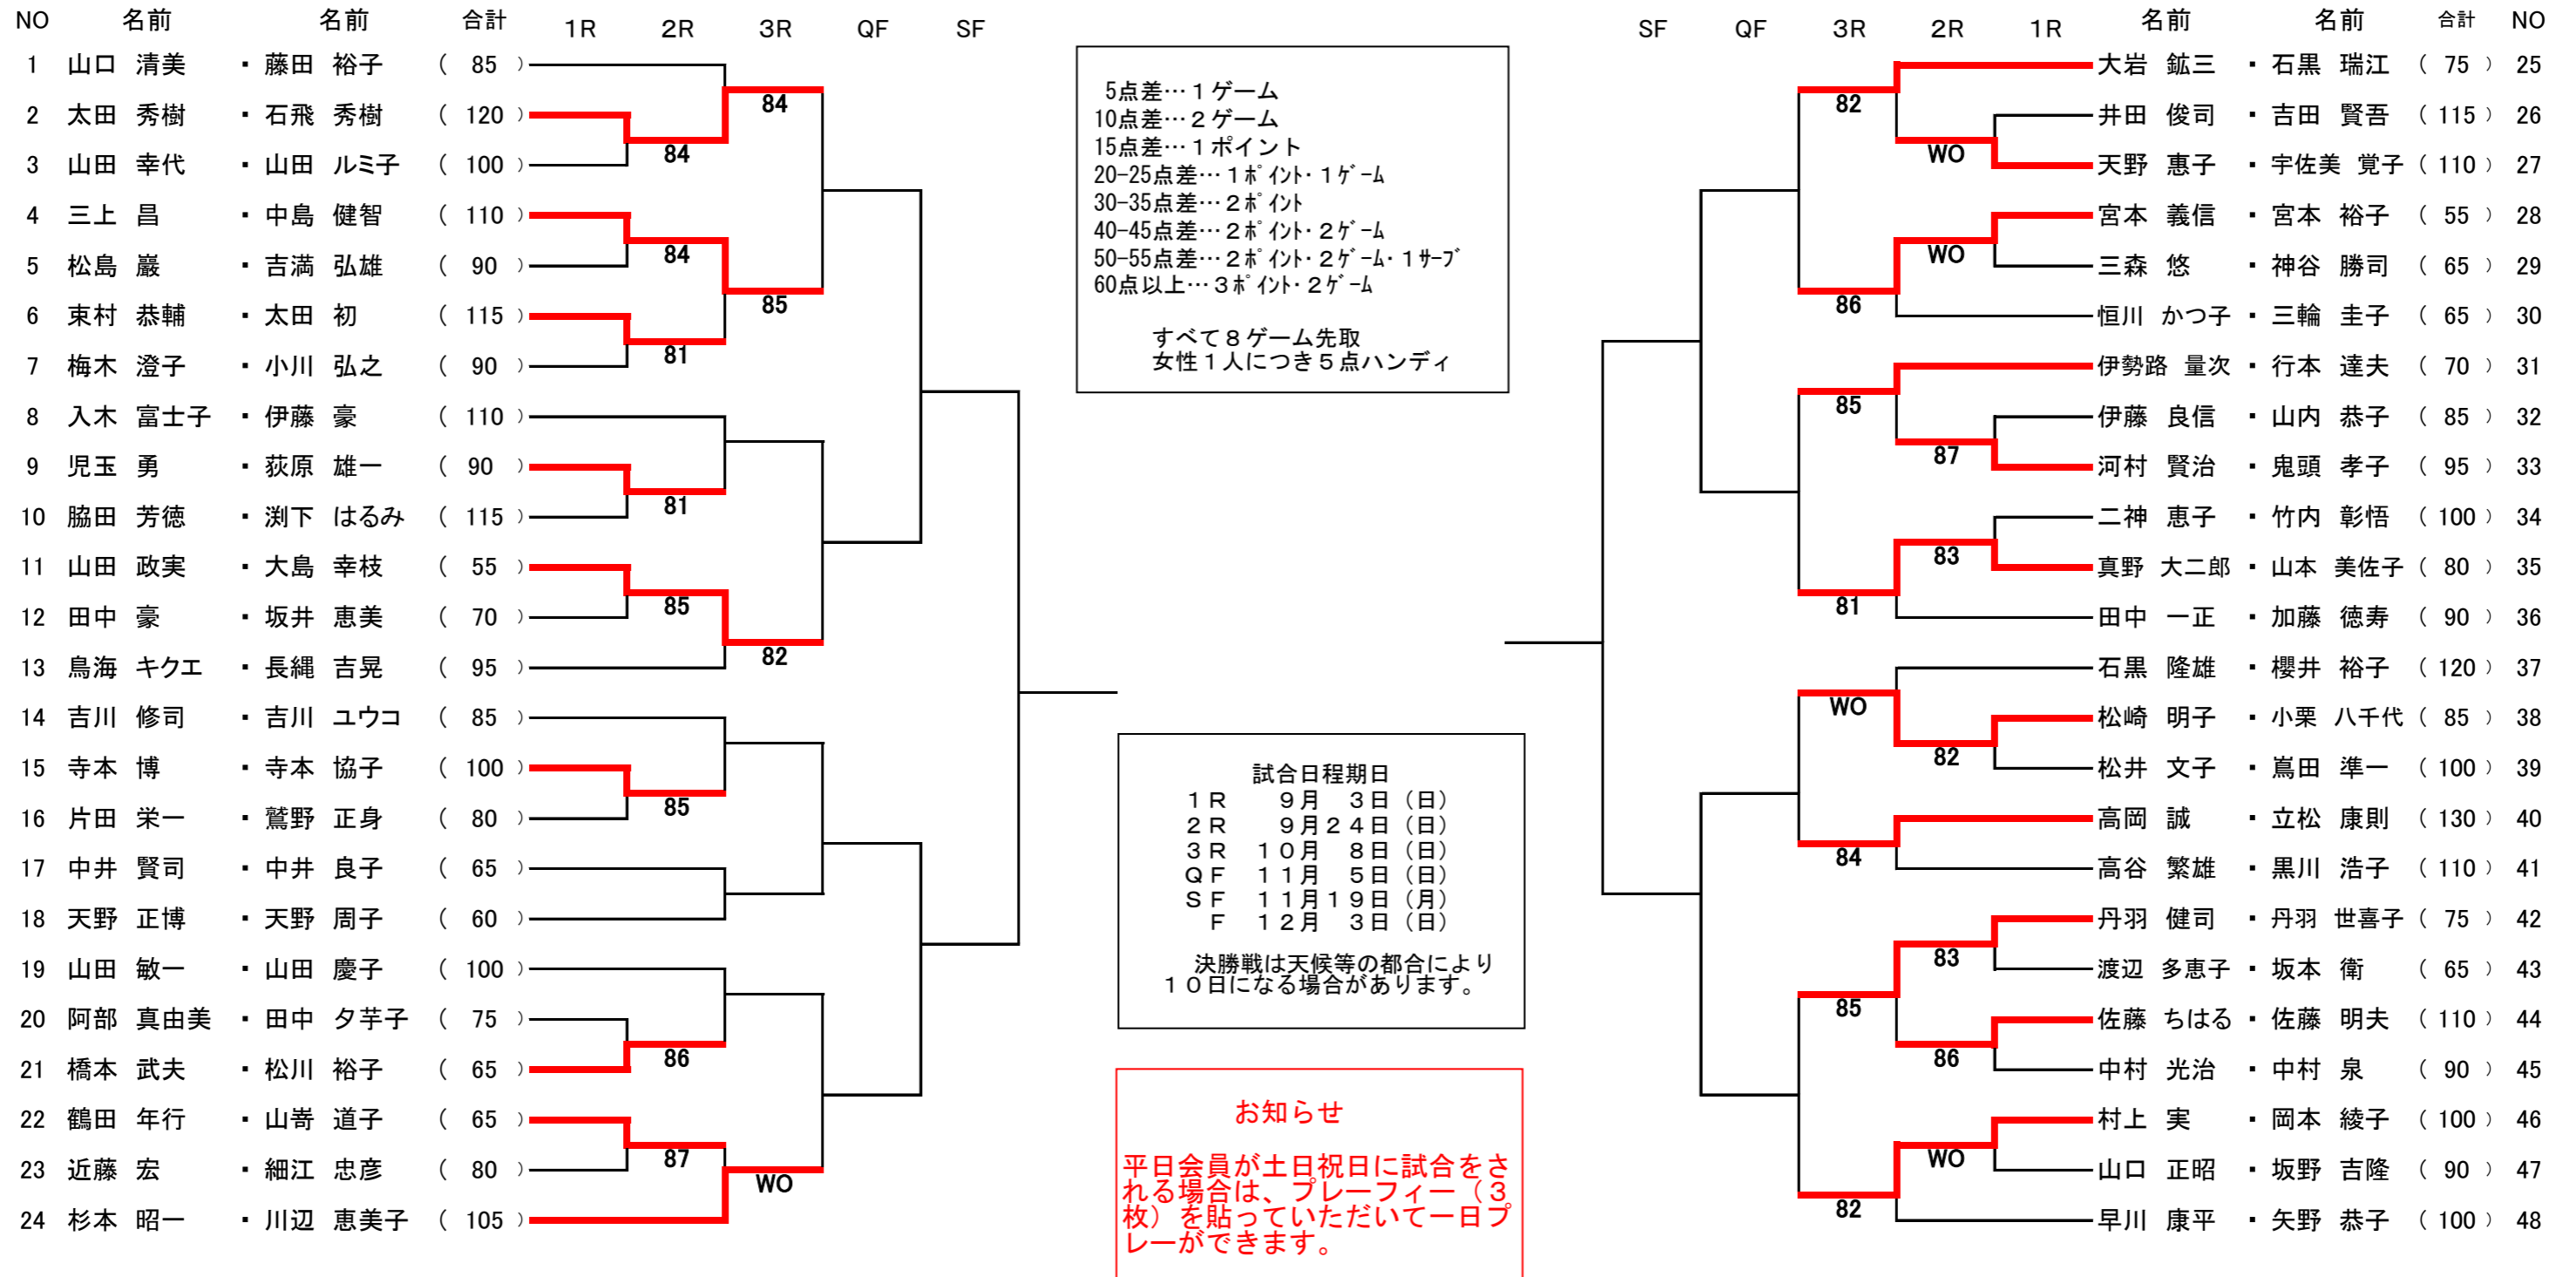 NO 名前 名前 合計 1R 2R 3R QF SF
1 山口 清美 ・ 藤田 裕子 ( 85 )
2 太田 秀樹 ・ 石飛 秀樹 ( 120 )
3 山田 幸代 ・ 山田 ルミ子 ( 100 )
4 三上 昌 ・ 中島 健智 ( 110 )
5 松島 巌 ・ 吉満 弘雄 ( 90 )
6 東村 恭輔 ・ 太田 初 ( 115 )
7 梅木 澄子 ・ 小川 弘之 ( 90 )
8 入木 富士子 ・ 伊藤 豪 ( 110 )
9 児玉 勇 ・ 荻原 雄一 ( 90 )
10 脇田 芳徳 ・ 渕下 はるみ ( 115 )
11 山田 政実 ・ 大島 幸枝 ( 55 )
12 田中 豪 ・ 坂井 恵美 ( 70 )
13 鳥海 キクエ ・ 長縄 吉晃 ( 95 )
14 吉川 修司 ・ 吉川 ユウコ ( 85 )
15 寺本 博 ・ 寺本 協子 ( 100 )
16 片田 栄一 ・ 鷲野 正身 ( 80 )
17 中井 賢司 ・ 中井 良子 ( 65 )
18 天野 正博 ・ 天野 周子 ( 60 )
19 山田 敏一 ・ 山田 慶子 ( 100 )
20 阿部 真由美 ・ 田中 夕芋子 ( 75 )
21 橋本 武夫 ・ 松川 裕子 ( 65 )
22 鶴田 年行 ・ 山嵜 道子 ( 65 )
23 近藤 宏 ・ 細江 忠彦 ( 80 )
24 杉本 昭一 ・ 川辺 恵美子 ( 105 )
84
84
84
85
81
81
85
82
85
86
87
WO
5点差…1ゲーム
10点差…2ゲーム
15点差…1ポイント
20-25点差…1ポイント・1ゲーム
30-35点差…2ポイント
40-45点差…2ポイント・2ゲーム
50-55点差…2ポイント・2ゲーム・1サーブ
60点以上…3ポイント・2ゲーム
すべて8ゲーム先取
女性1人につき5点ハンディ
試合日程期日
1R 9月 3日(日)
2R 9月24日(日)
3R 10月 8日(日)
QF 11月 5日(日)
SF 11月19日(月)
F 12月 3日(日)
決勝戦は天候等の都合により
10日になる場合があります。
お知らせ
平日会員が土日祝日に試合をさ
れる場合は、プレーフィー(3
枚)を貼っていただいて一日プ
レーができます。
SF QF 3R 2R 1R 名前 名前 合計 NO
大岩 鉱三 ・ 石黒 瑞江 ( 75 ) 25
井田 俊司 ・ 吉田 賢吾 ( 115 ) 26
天野 惠子 ・ 宇佐美 覚子 ( 110 ) 27
宮本 義信 ・ 宮本 裕子 ( 55 ) 28
三森 悠 ・ 神谷 勝司 ( 65 ) 29
恒川 かつ子 ・ 三輪 圭子 ( 65 ) 30
伊勢路 量次 ・ 行本 達夫 ( 70 ) 31
伊藤 良信 ・ 山内 恭子 ( 85 ) 32
河村 賢治 ・ 鬼頭 孝子 ( 95 ) 33
二神 恵子 ・ 竹内 彰悟 ( 100 ) 34
真野 大二郎 ・ 山本 美佐子 ( 80 ) 35
田中 一正 ・ 加藤 徳寿 ( 90 ) 36
石黒 隆雄 ・ 櫻井 裕子 ( 120 ) 37
松崎 明子 ・ 小栗 八千代 ( 85 ) 38
松井 文子 ・ 嶌田 準一 ( 100 ) 39
高岡 誠 ・ 立松 康則 ( 130 ) 40
高谷 繁雄 ・ 黒川 浩子 ( 110 ) 41
丹羽 健司 ・ 丹羽 世喜子 ( 75 ) 42
渡辺 多恵子 ・ 坂本 衛 ( 65 ) 43
佐藤 ちはる ・ 佐藤 明夫 ( 110 ) 44
中村 光治 ・ 中村 泉 ( 90 ) 45
村上 実 ・ 岡本 綾子 ( 100 ) 46
山口 正昭 ・ 坂野 吉隆 ( 90 ) 47
早川 康平 ・ 矢野 恭子 ( 100 ) 48
82
WO
WO
86
85
87
83
81
WO
82
84
83
85
86
WO
82